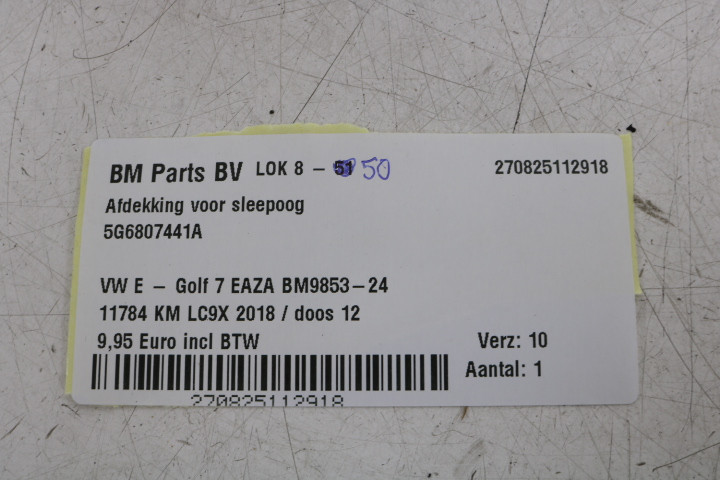 BM Parts BV LOK 8 - 51 50 270825112918
Afdekking voor sleepoog
5G6807441A
VW E - Golf 7 EAZA BM9853-24
11784 KM LC9X 2018 / doos 12
9,95 Euro incl BTW Verz: 10
Aantal: 1
270825112918